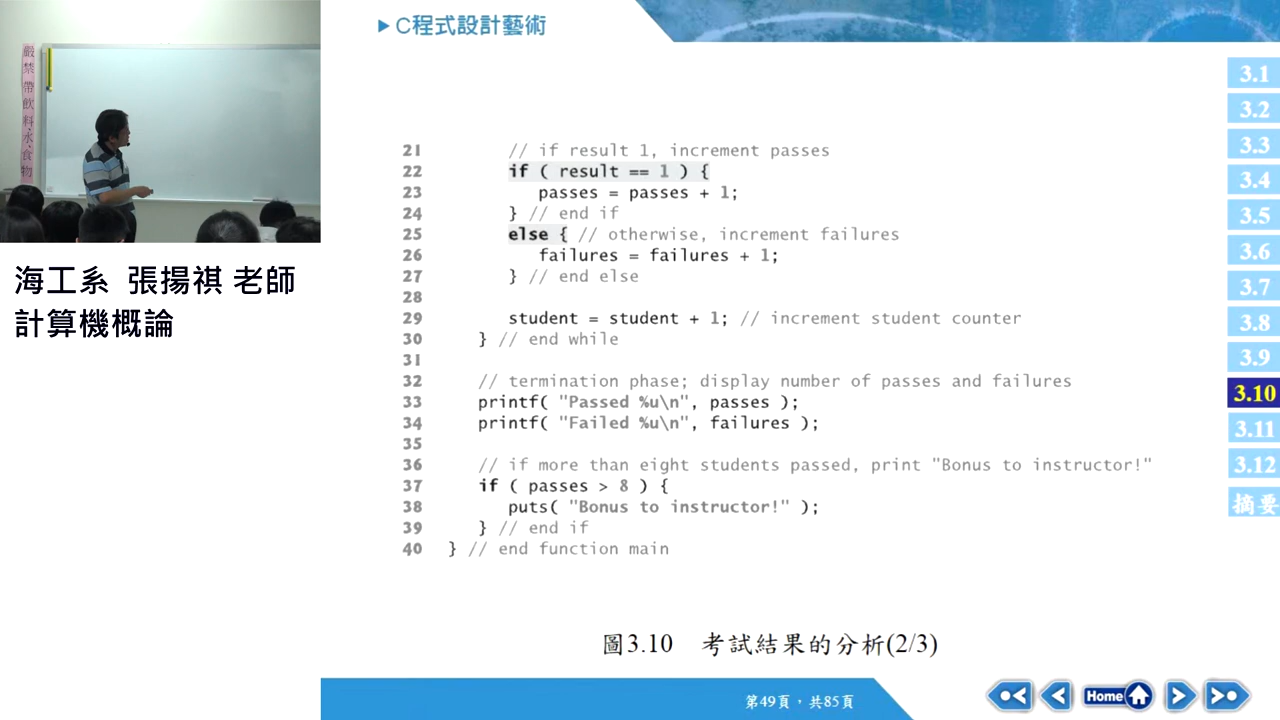 C程式設計藝術
嚴禁帶飲料、水、食物
海工系 張揚祺 老師
計算機概論
21 // if result 1, increment passes
22 if ( result == 1 ) {
23 passes = passes + 1;
24 } // end if
25 else { // otherwise, increment failures
26 failures = failures + 1;
27 } // end else
28
29 student = student + 1; // increment student counter
30 } // end while
31
32 // termination phase; display number of passes and failures
33 printf( "Passed %u\n", passes );
34 printf( "Failed %u\n", failures );
35
36 // if more than eight students passed, print "Bonus to instructor!"
37 if ( passes > 8 ) {
38 puts( "Bonus to instructor!" );
39 } // end if
40 } // end function main
圖3.10 考試結果的分析(2/3)
3.1
3.2
3.3
3.4
3.5
3.6
3.7
3.8
3.9
3.10
3.11
3.12
摘要
第49頁，共85頁
Home